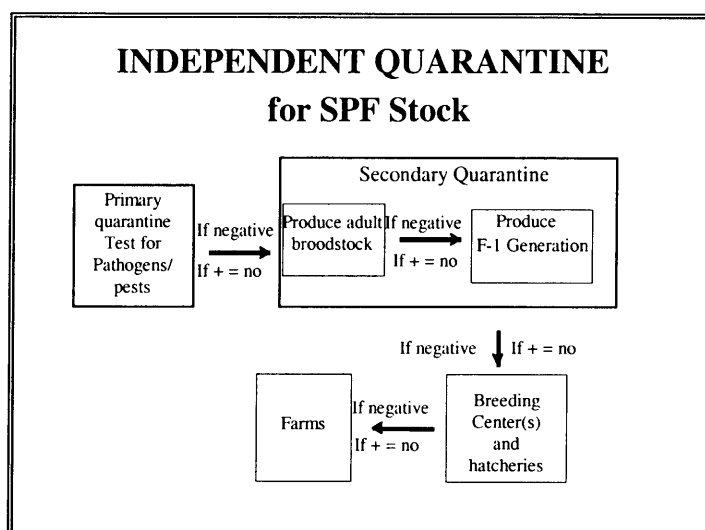 INDEPENDENT QUARANTINE
for SPF Stock
Secondary Quarantine
Primary
quarantine
Test for
Pathogens/
pests
If negative
If + = no
Produce adult
broodstock
If negative
If + = no
Produce
F-1 Generation
If negative
If + = no
Breeding
Center(s)
and
hatcheries
If negative
If + = no
Farms